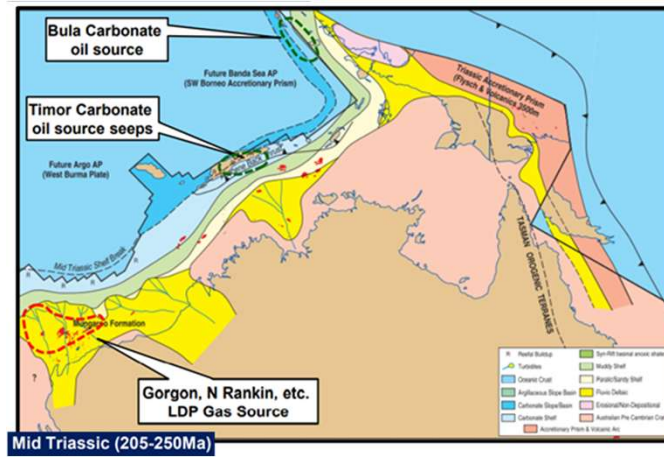 Bula Carbonate
oil source
Future Banda Sea AP
(SW Borneo Accretionary Prism)
Triassic Accretionary Prism
(Flysch & Volcanics 3500m
Timor Carbonate
oil source seeps
Future Argo AP
(West Burma Plate)
Mid Triassic Shelf Break
TASMAN OROGENIC TERRANES
Mungaroo Formation
Gorgon, N Rankin, etc.
LDP Gas Source
?
R Reefal Buildup
Turbidites
Oceanic Crust
Argillaceous Slope Basin
Carbonate Slope/Basin
Carbonate Shelf
Syn-Rift basinal anoxic shale
Muddy Shelf
Paralic/Sandy Shelf
Fluvio Deltaic
Erosional/Non-Depositional
Australian Pre Cambrian Cra
Accretionary Prism & Volcanic Arc
Mid Triassic (205-250Ma)